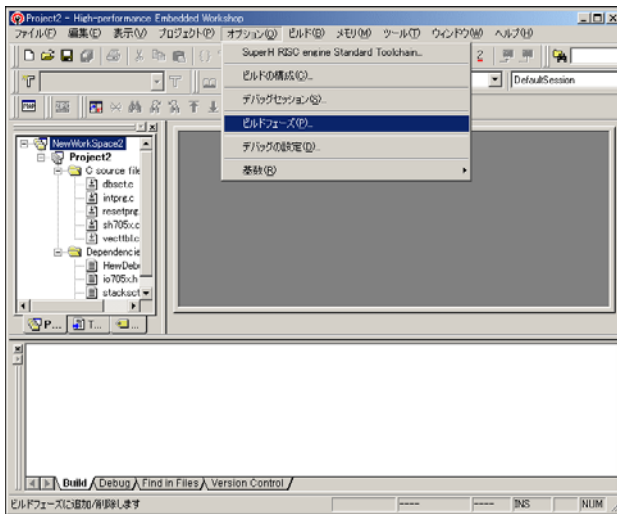 Project2 - High-performance Embedded Workshop
ファイル(F) 編集(E) 表示(V) プロジェクト(P) オプション(O) ビルド(B) メモリ(M) ツール(T) ウィンドウ(W) ヘルプ(H)
SuperH RISC engine Standard Toolchain...
ビルドの構成(C)...
DefaultSession
デバッグセッション(S)...
ビルドフェーズ(P)...
デバッグの設定(D)...
基数(R)
NewWorkSpace2
Project2
C source file
dbsct.c
intprg.c
resetprg.
sh705x.c
vecttbl.c
Dependencie
HewDebu
io705x.h
stacksct
P... T...
Build Debug Find in Files Version Control
ビルドフェーズに追加/削除します
---- ---- INS NUM